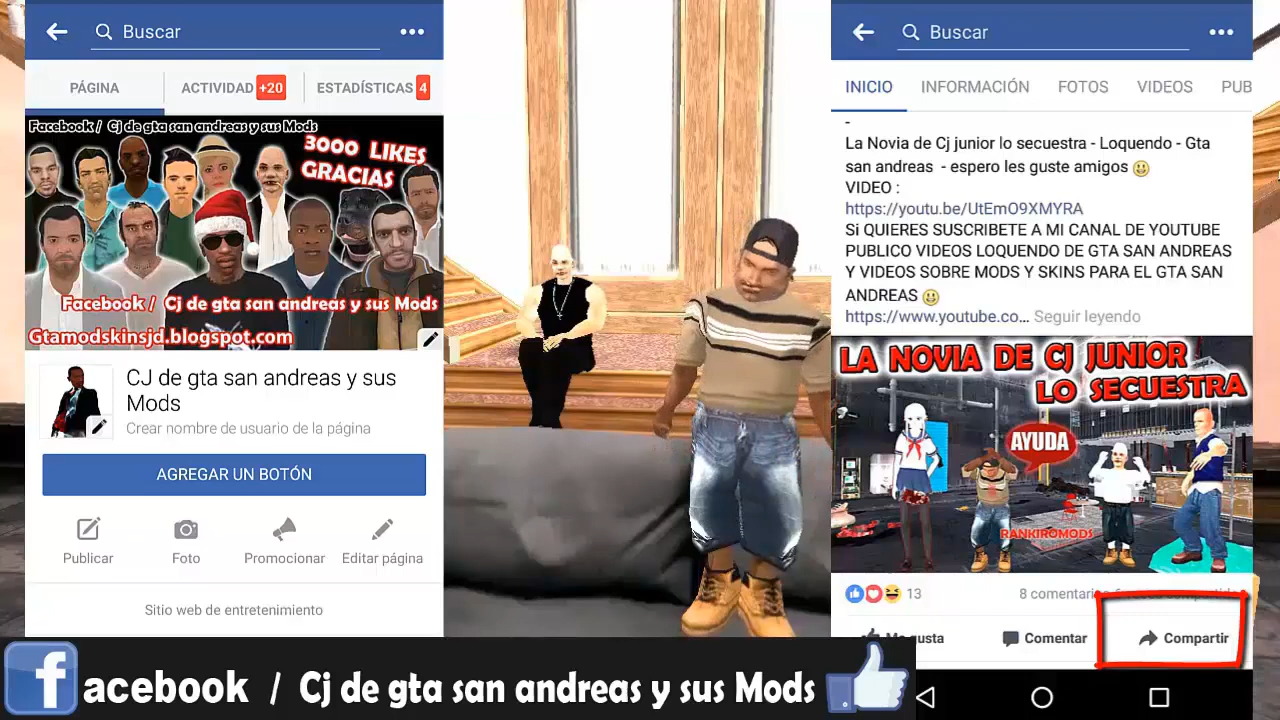 Buscar
PÁGINA
ACTIVIDAD +20
ESTADÍSTICAS 4
Facebook / Cj de gta san andreas y sus Mods
3000 LIKES
GRACIAS
Facebook / Cj de gta san andreas y sus Mods
Gtamodskinsjd.blogspot.com
CJ de gta san andreas y sus
Mods
Crear nombre de usuario de la página
AGREGAR UN BOTÓN
Publicar
Foto
Promocionar
Editar página
Sitio web de entretenimiento
Buscar
INICIO
INFORMACIÓN
FOTOS
VIDEOS
PUB
-
La Novia de Cj junior lo secuestra - Loquendo - Gta
san andreas - espero les guste amigos
VIDEO :
https://youtu.be/UtEmO9XMYRA
Si QUIERES SUSCRIBETE A MI CANAL DE YOUTUBE
PUBLICO VIDEOS LOQUENDO DE GTA SAN ANDREAS
Y VIDEOS SOBRE MODS Y SKINS PARA EL GTA SAN
ANDREAS
https://www.youtube.co... Seguir leyendo
LA NOVIA DE CJ JUNIOR
LO SECUESTRA
AYUDA
RANKIROMODS
13
8 comentarios
Me gusta
Comentar
Compartir
facebook / Cj de gta san andreas y sus Mods